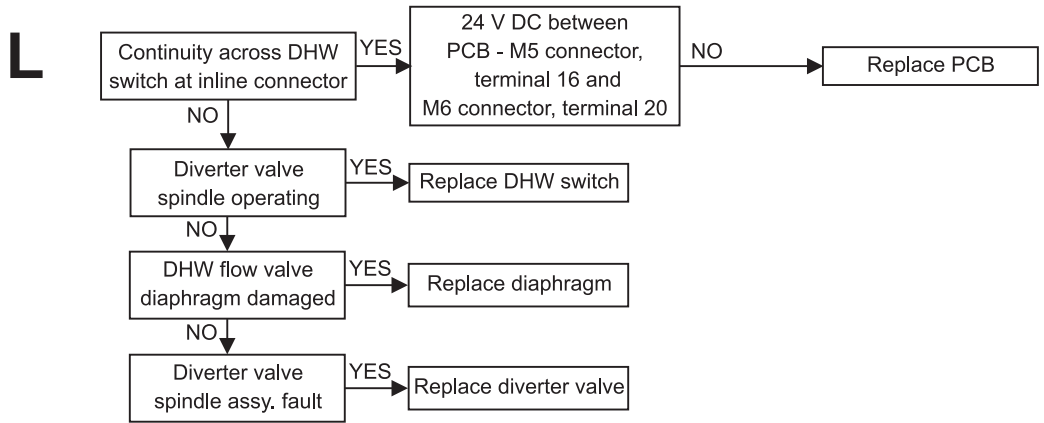 L
Continuity across DHW
switch at inline connector
YES
24 V DC between
PCB - M5 connector,
terminal 16 and
M6 connector, terminal 20
NO
Replace PCB
NO
Diverter valve
spindle operating
YES
Replace DHW switch
NO
DHW flow valve
diaphragm damaged
YES
Replace diaphragm
NO
Diverter valve
spindle assy. fault
YES
Replace diverter valve